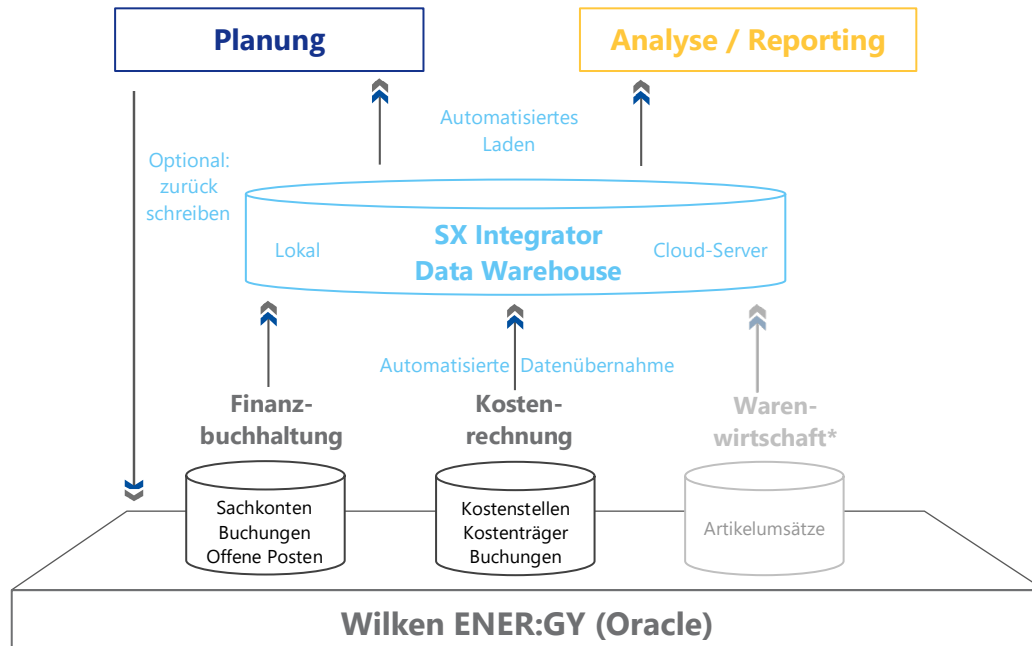 Planung
Analyse / Reporting
Automatisiertes
Laden
Optional:
zurück
schreiben
SX Integrator
Data Warehouse
Lokal
Cloud-Server
Automatisierte Datenübernahme
Finanz-
buchhaltung
Kosten-
rechnung
Waren-
wirtschaft*
Sachkonten
Buchungen
Offene Posten
Kostenstellen
Kostenträger
Buchungen
Artikelumsätze
Wilken ENER:GY (Oracle)